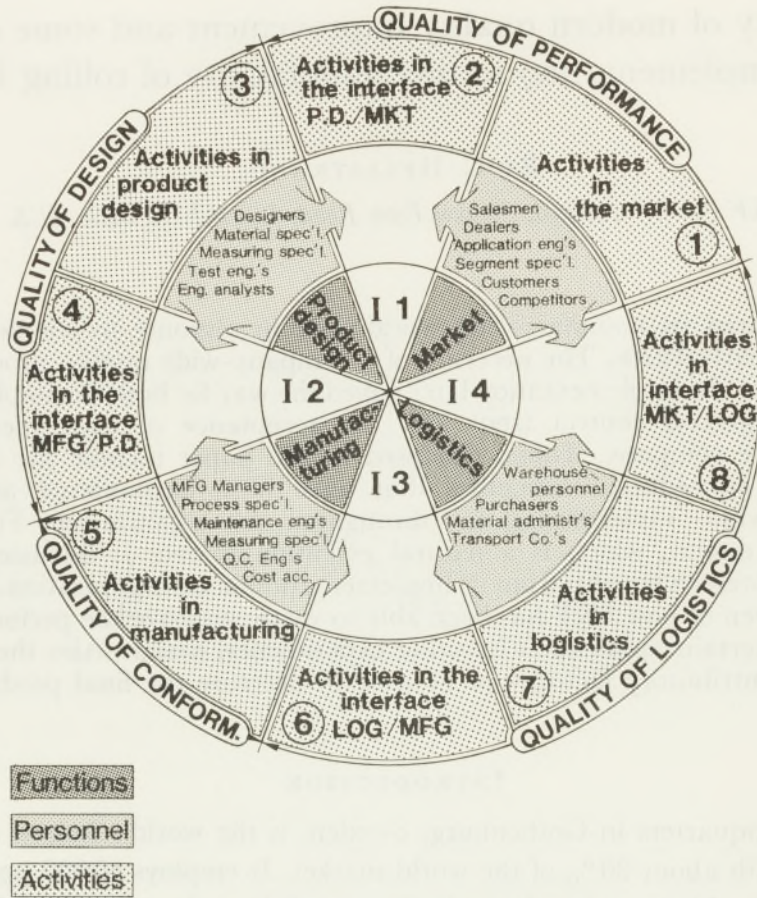 QUALITY OF PERFORMANCE
QUALITY OF DESIGN
3
Activities in
the interface
P.D./MKT
2
Activities in
product
design
Activities
in
the market
1
Designers
Material spec'l.
Measuring spec'l.
Test eng.'s
Eng. analysts
Salesmen
Dealers
Application eng's
Segment spec'l.
Customers
Competitors
4
Activities
in the
interface
MFG/P.D.
Product
design
I 1
Market
I 2
I 4
Activities
in
interface
MKT/LOG
8
Manufac-
turing
I 3
Logistics
MFG Managers
Process spec'l.
Maintenance eng's
Measuring spec'l.
Q.C. Eng's
Cost acc.
Warehouse
personnel
Purchasers
Material administr's
Transport Co.'s
5
Activities
in
manufacturing
Activities
in
logistics
7
6
Activities in the
interface
LOG/MFG
QUALITY OF CONFORM.
QUALITY OF LOGISTICS
Functions
Personnel
Activities